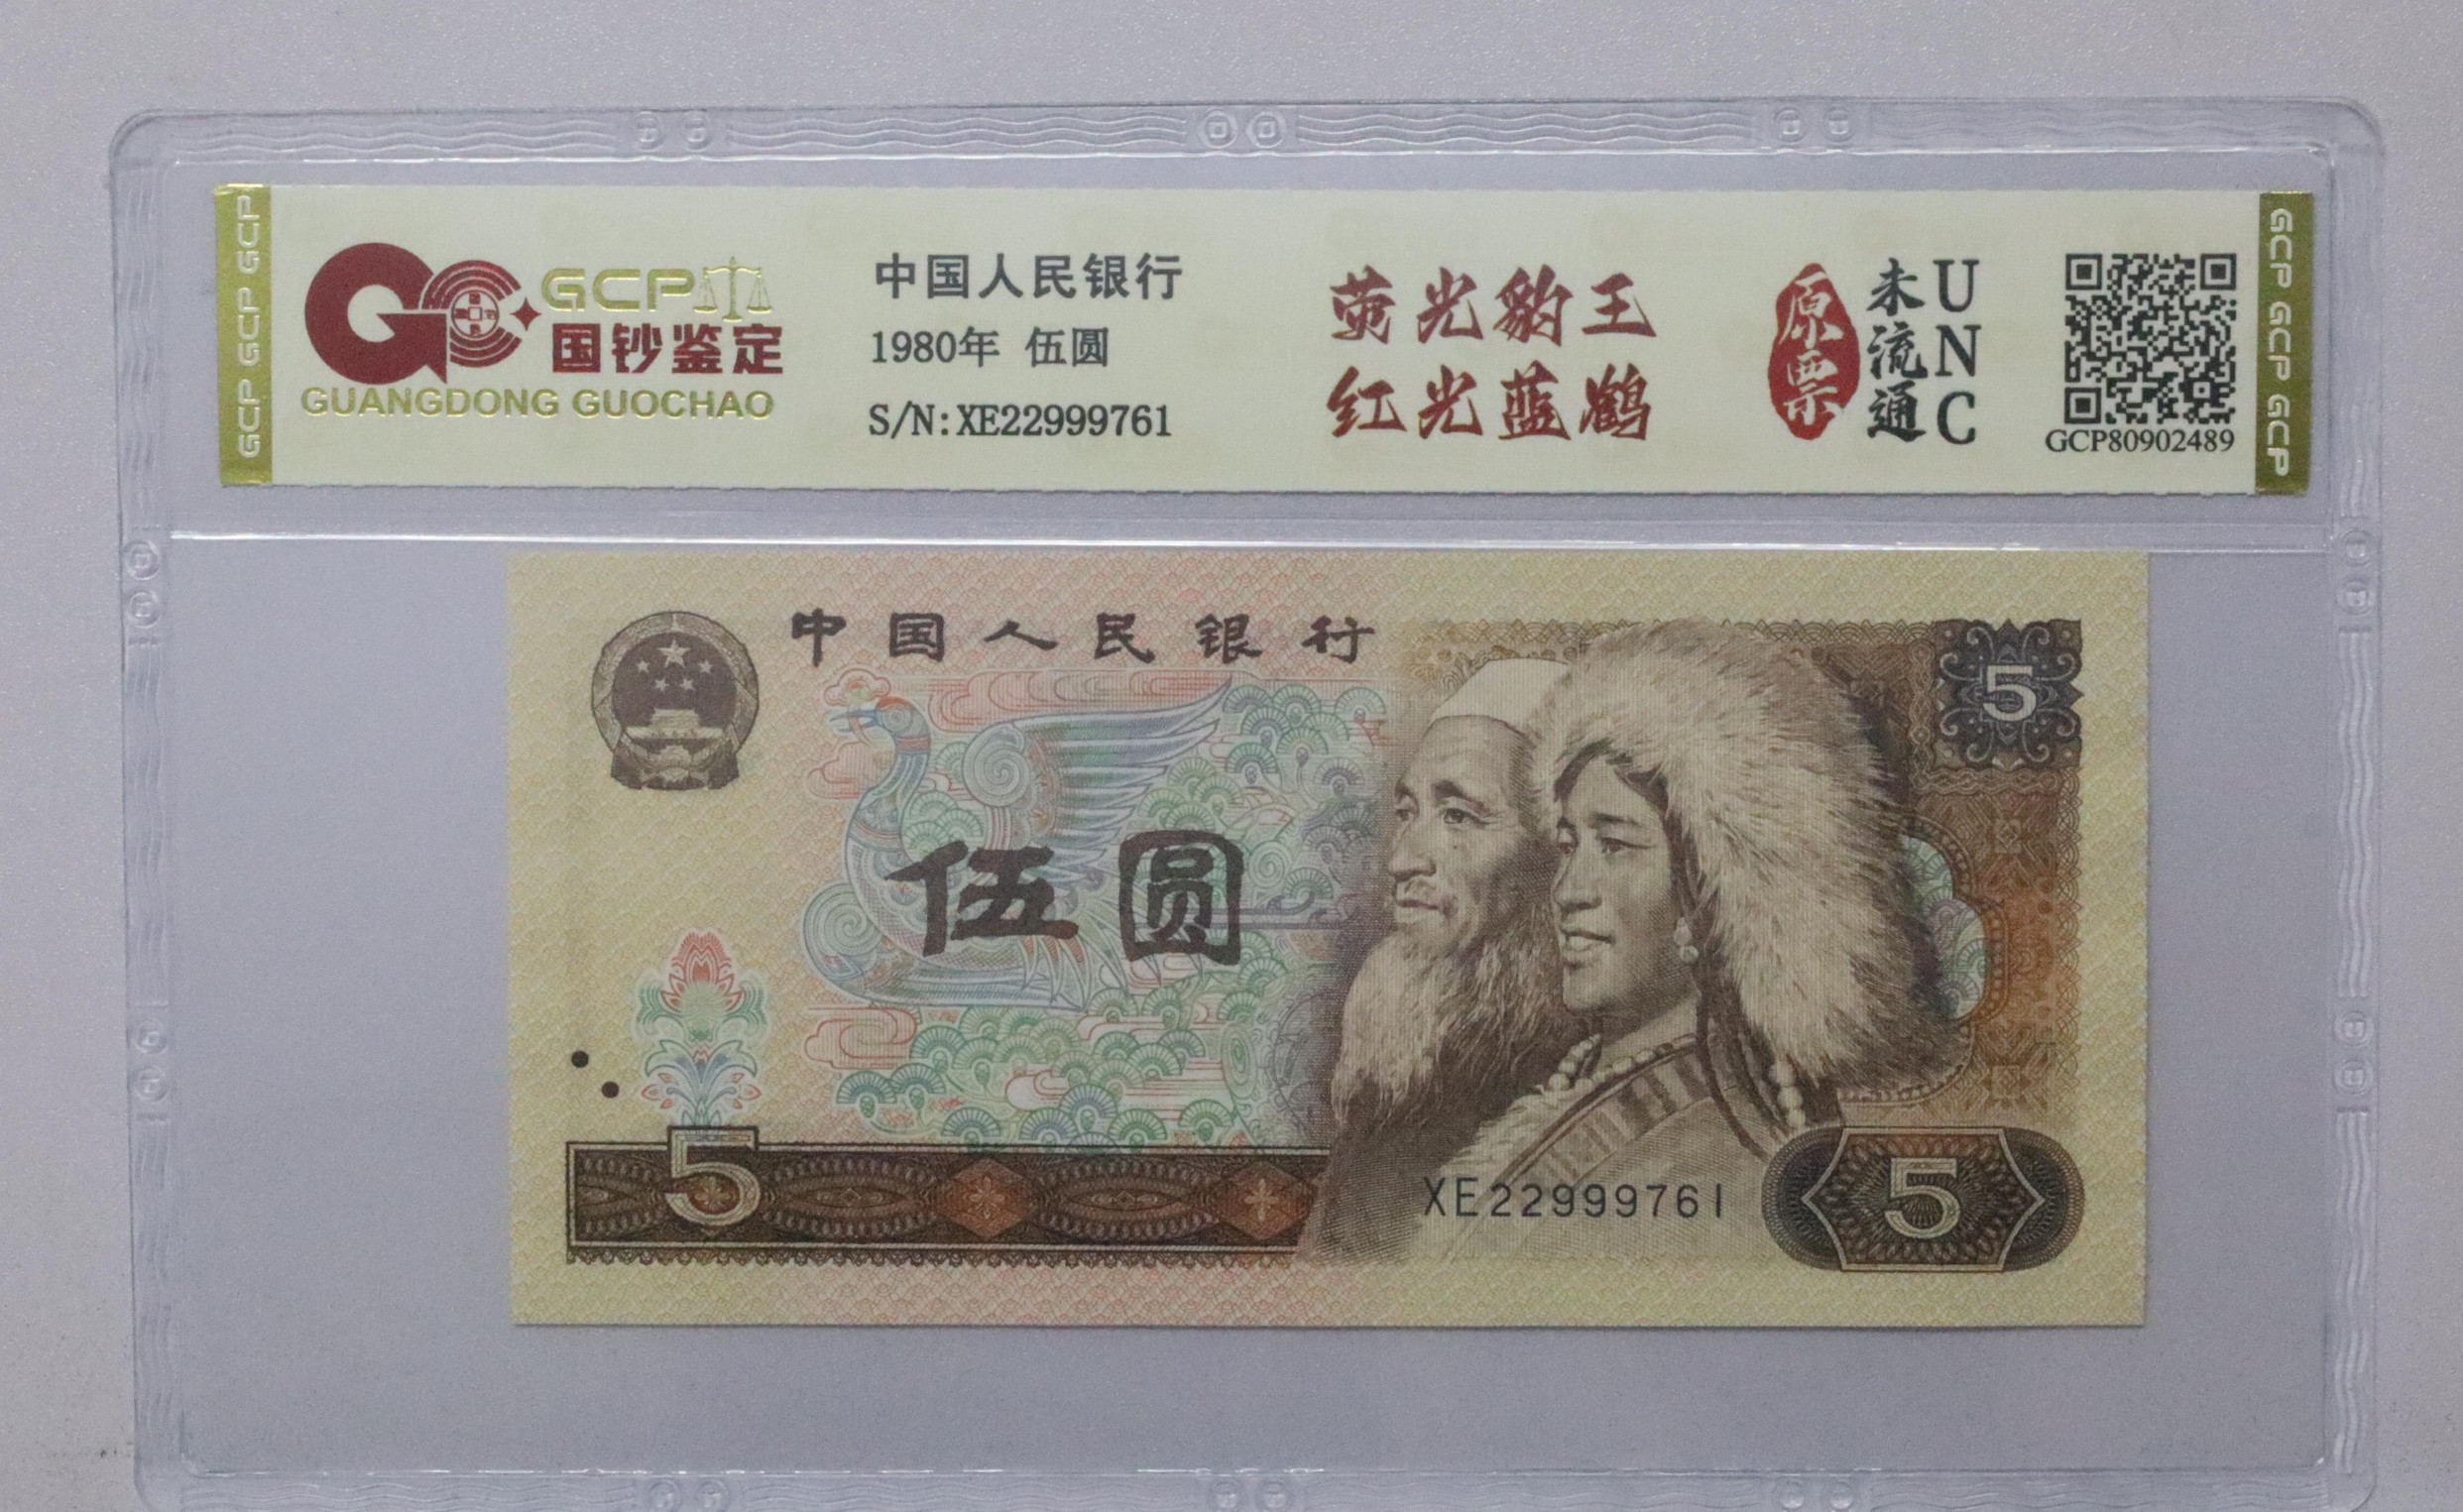 GCP GCP GCP
GCP
国钞鉴定
GUANGDONG GUOCHAO
中国人民银行
1980年 伍圆
S/N:XE22999761
荧光豹王
红光蓝鹤
原票
未流通
UNC
GCP80902489
GCP GCP GCP
中国人民银行
5
伍圆
5
XE22999761
5